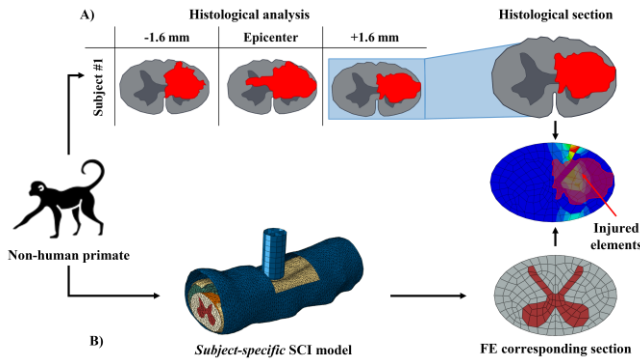 A)
Histological analysis
Histological section
-1.6 mm
Epicenter
+1.6 mm
Subject #1
Non-human primate
Injured
elements
B)
Subject-specific SCI model
FE corresponding section